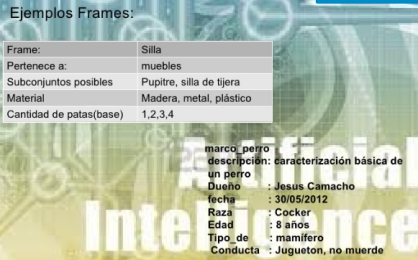 Ejemplos Frames:
Frame: Silla
Pertenece a: muebles
Subconjuntos posibles Pupitre, silla de tijera
Material Madera, metal, plástico
Cantidad de patas(base) 1,2,3,4
marco_perro
descripción: caracterización básica de
un perro
Dueño : Jesus Camacho
fecha : 30/05/2012
Raza : Cocker
Edad : 8 años
Tipo_de : mamífero
Conducta : Jugueton, no muerde
Artificial
Intelligence